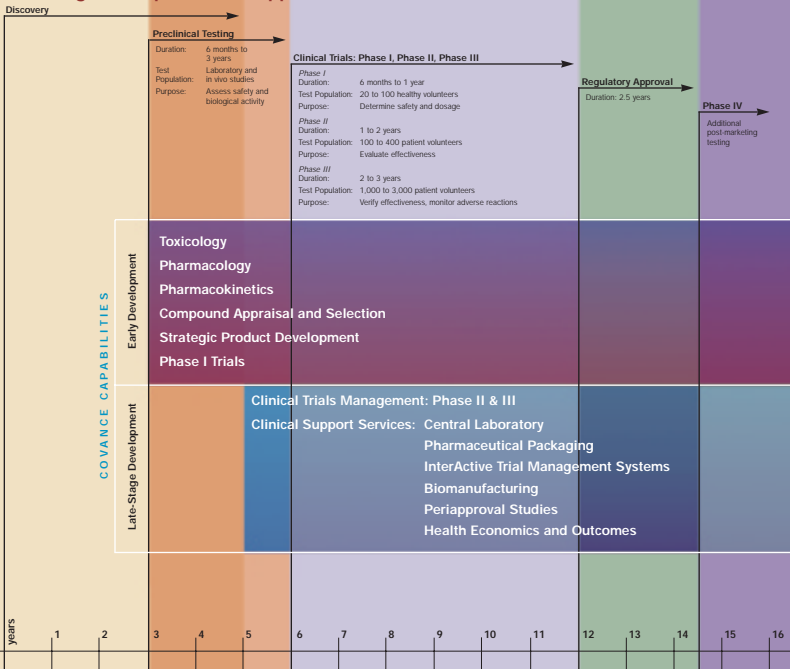 Discovery
Preclinical Testing
Duration: 6 months to
3 years
Test
Population: Laboratory and
in vivo studies
Purpose: Assess safety and
biological activity
Clinical Trials: Phase I, Phase II, Phase III
Phase I
Duration: 6 months to 1 year
Test Population: 20 to 100 healthy volunteers
Purpose: Determine safety and dosage
Phase II
Duration: 1 to 2 years
Test Population: 100 to 400 patient volunteers
Purpose: Evaluate effectiveness
Phase III
Duration: 2 to 3 years
Test Population: 1,000 to 3,000 patient volunteers
Purpose: Verify effectiveness, monitor adverse reactions
Regulatory Approval
Duration: 2.5 years
Phase IV
Additional
post-marketing
testing
COVANCE CAPABILITIES
Early Development
Toxicology
Pharmacology
Pharmacokinetics
Compound Appraisal and Selection
Strategic Product Development
Phase I Trials
Late-Stage Development
Clinical Trials Management: Phase II & III
Clinical Support Services: Central Laboratory
Pharmaceutical Packaging
InterActive Trial Management Systems
Biomanufacturing
Periapproval Studies
Health Economics and Outcomes
years
1 2 3 4 5 6 7 8 9 10 11 12 13 14 15 16